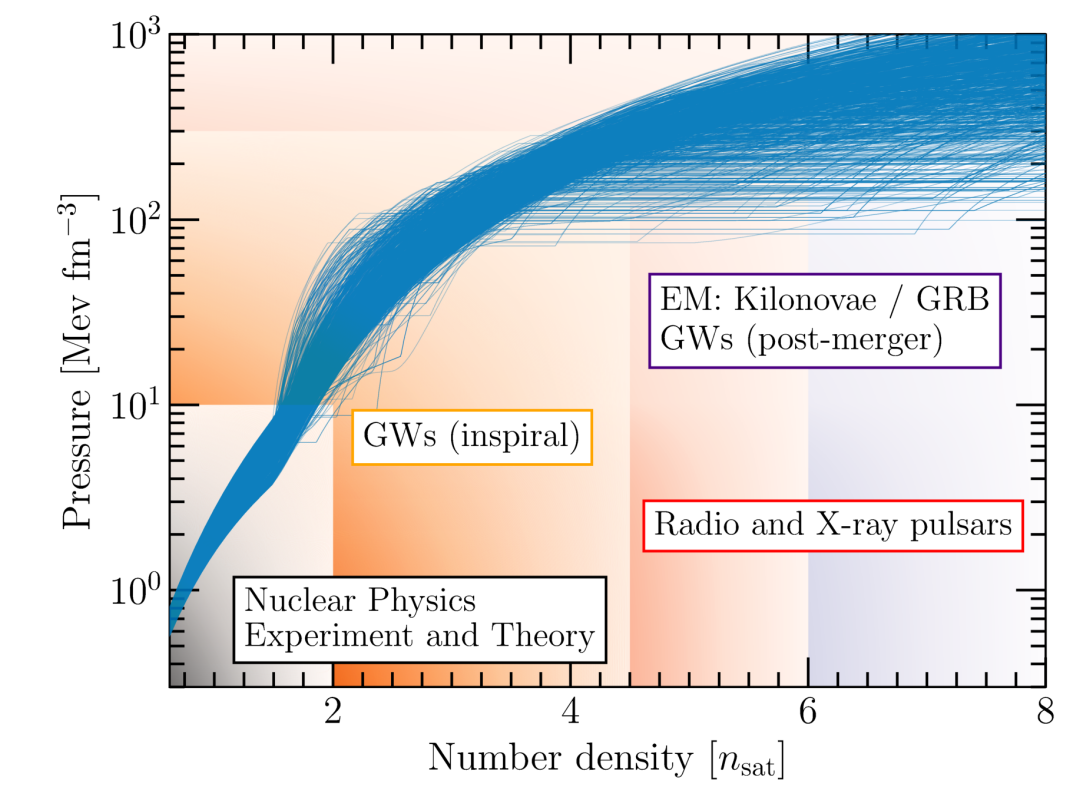 10³
10²
10¹
10⁰
Pressure [Mev fm⁻³]
EM: Kilonovae / GRB
GWs (post-merger)
GWs (inspiral)
Radio and X-ray pulsars
Nuclear Physics
Experiment and Theory
2 4 6 8
Number density [n_sat]